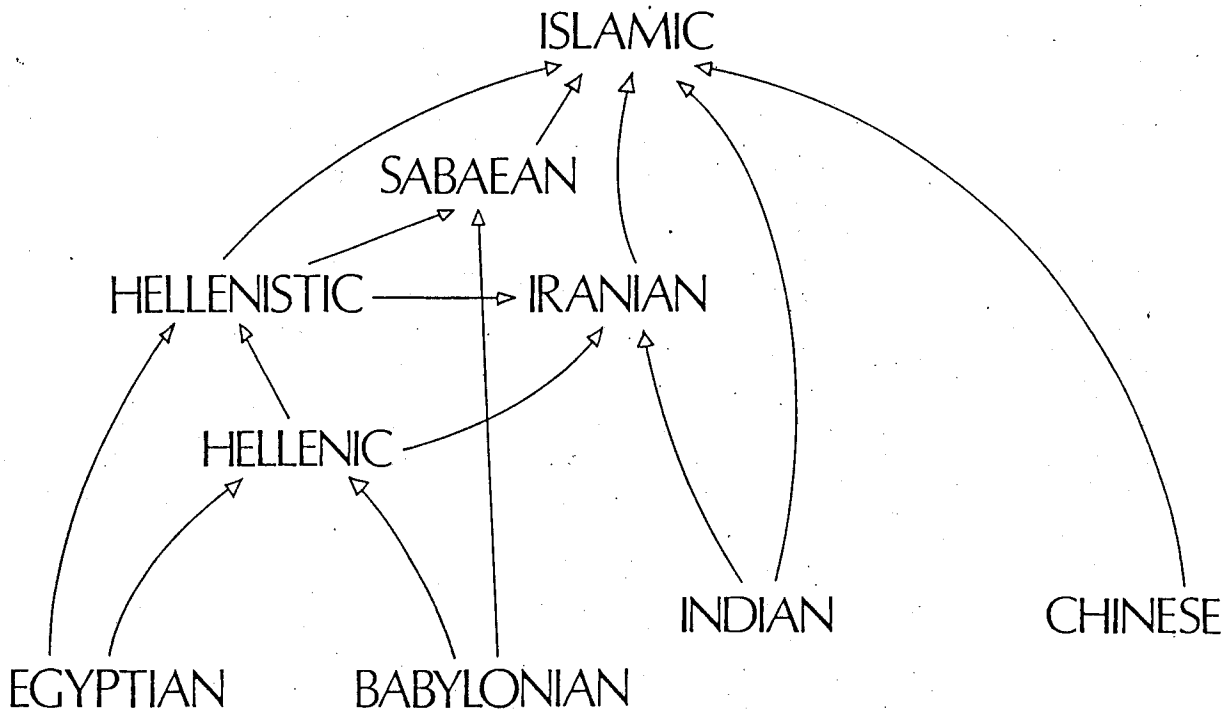 ISLAMIC
SABAEAN
HELLENISTIC
IRANIAN
HELLENIC
INDIAN
CHINESE
EGYPTIAN
BABYLONIAN